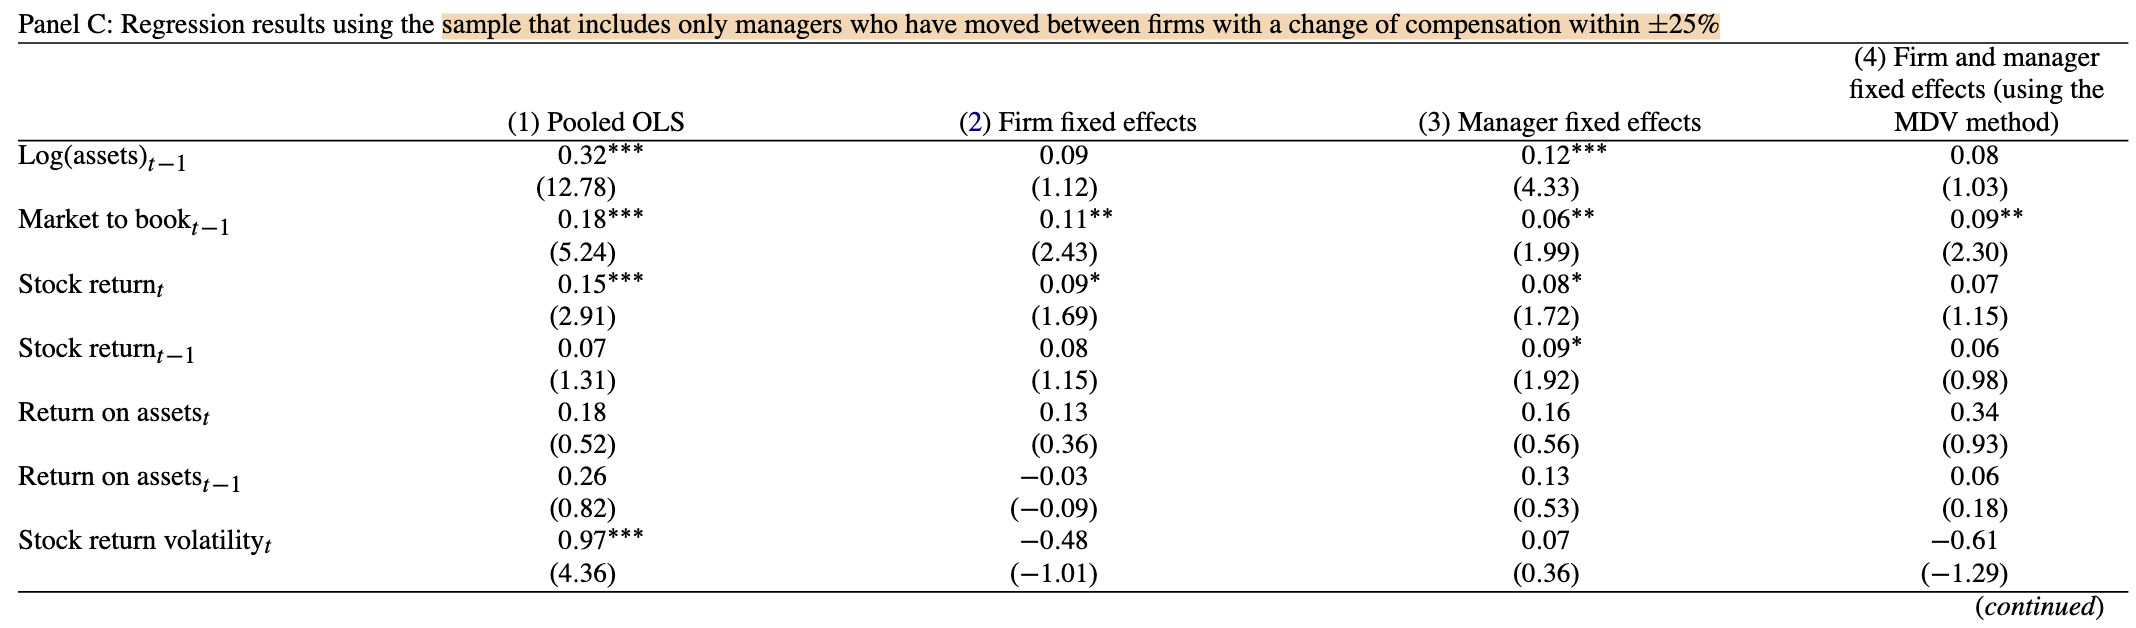 Panel C: Regression results using the sample that includes only managers who have moved between firms with a change of compensation within ±25%
(4) Firm and manager
fixed effects (using the
(1) Pooled OLS (2) Firm fixed effects (3) Manager fixed effects MDV method)
Log(assets)t−1 0.32*** 0.09 0.12*** 0.08
(12.78) (1.12) (4.33) (1.03)
Market to bookt−1 0.18*** 0.11** 0.06** 0.09**
(5.24) (2.43) (1.99) (2.30)
Stock returnt 0.15*** 0.09* 0.08* 0.07
(2.91) (1.69) (1.72) (1.15)
Stock returnt−1 0.07 0.08 0.09* 0.06
(1.31) (1.15) (1.92) (0.98)
Return on assetst 0.18 0.13 0.16 0.34
(0.52) (0.36) (0.56) (0.93)
Return on assetst−1 0.26 −0.03 0.13 0.06
(0.82) (−0.09) (0.53) (0.18)
Stock return volatilityt 0.97*** −0.48 0.07 −0.61
(4.36) (−1.01) (0.36) (−1.29)
(continued)